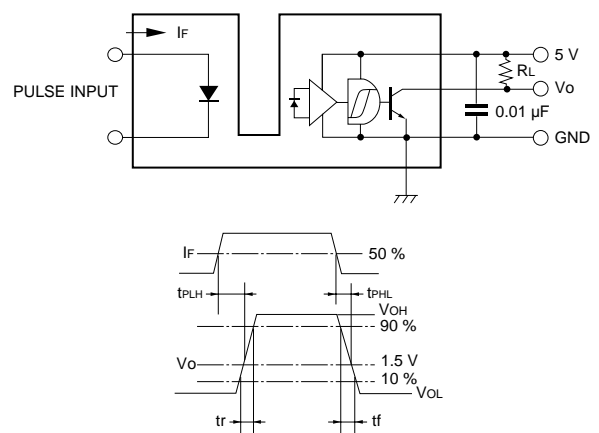 IF
5 V
RL
PULSE INPUT
Vo
0.01 µF
GND
IF
50 %
tPLH
tPHL
VOH
90 %
Vo
1.5 V
10 %
VOL
tr
tf